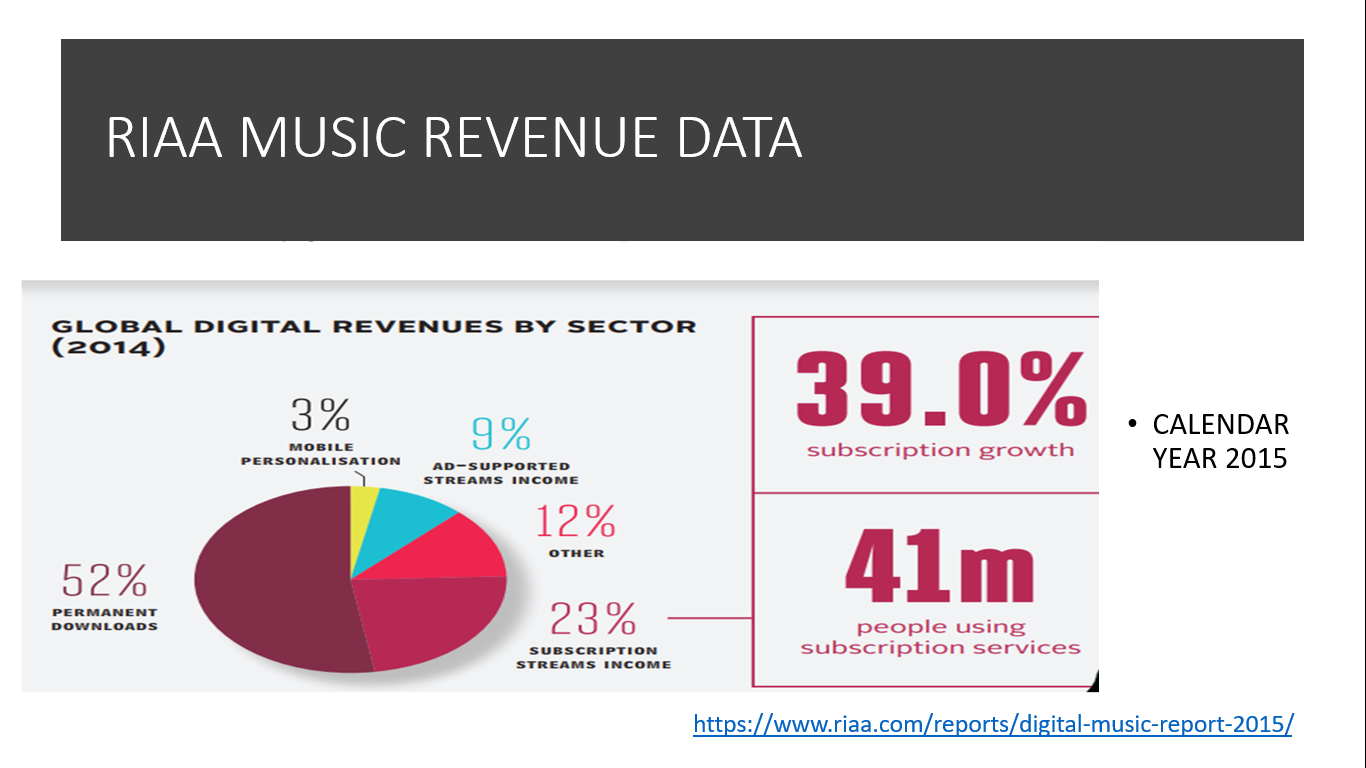 RIAA MUSIC REVENUE DATA
GLOBAL DIGITAL REVENUES BY SECTOR
(2014)
3%
MOBILE
PERSONALISATION
9%
AD-SUPPORTED
STREAMS INCOME
12%
OTHER
52%
PERMANENT
DOWNLOADS
23%
SUBSCRIPTION
STREAMS INCOME
39.0%
subscription growth
41m
people using
subscription services
• CALENDAR
YEAR 2015
https://www.riaa.com/reports/digital-music-report-2015/